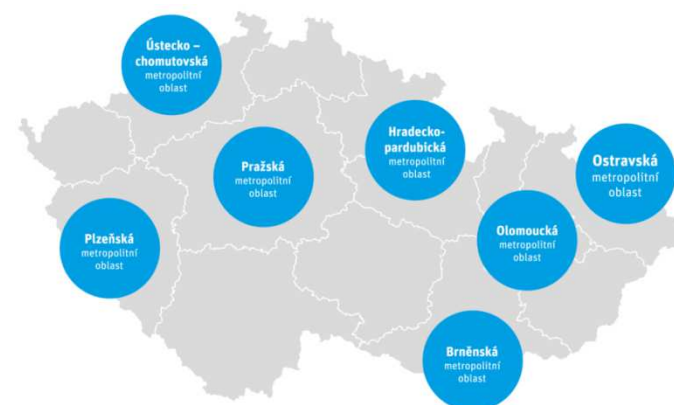 Ústecko –
chomutovská
metropolitní
oblast
Hradecko-
pardubická
metropolitní
oblast
Pražská
metropolitní
oblast
Ostravská
metropolitní
oblast
Plzeňská
metropolitní
oblast
Olomoucká
metropolitní
oblast
Brněnská
metropolitní
oblast